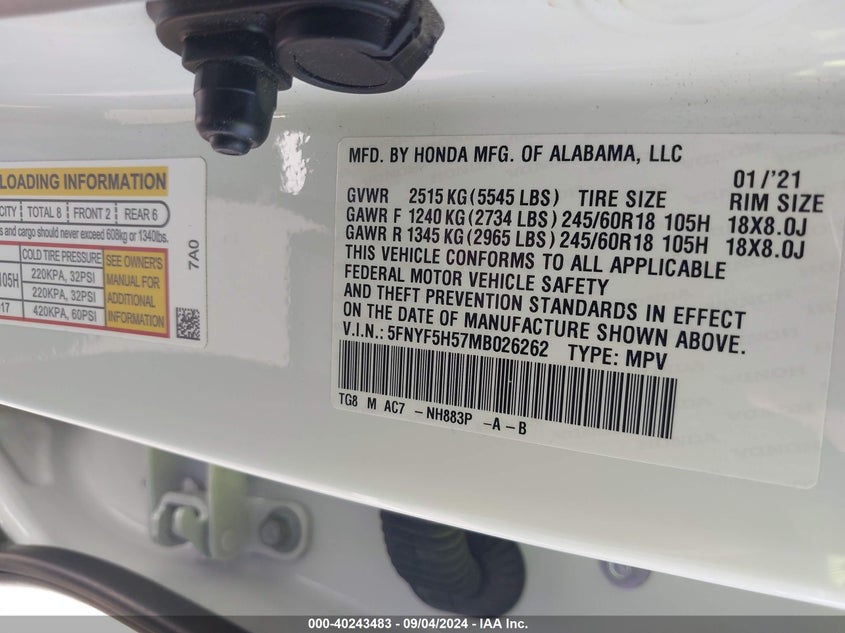 LOADING INFORMATION
CITY | TOTAL 8 | FRONT 2 | REAR 6
s and cargo should never exceed 608kg or 1340lbs.
COLD TIRE PRESSURE
SEE OWNER'S MANUAL FOR ADDITIONAL INFORMATION
105H
220KPA, 32PSI
220KPA, 32PSI
17
420KPA, 60PSI
7A0
MFD. BY HONDA MFG. OF ALABAMA, LLC
01/'21
GVWR 2515 KG (5545 LBS) TIRE SIZE RIM SIZE
GAWR F 1240 KG (2734 LBS) 245/60R18 105H 18X8.0J
GAWR R 1345 KG (2965 LBS) 245/60R18 105H 18X8.0J
THIS VEHICLE CONFORMS TO ALL APPLICABLE
FEDERAL MOTOR VEHICLE SAFETY
AND THEFT PREVENTION STANDARDS IN EFFECT
ON THE DATE OF MANUFACTURE SHOWN ABOVE.
V.I.N.: 5FNYF5H57MB026262 TYPE: MPV
TG8 M AC7 -NH883P -A-B
000-40243483 - 09/04/2024 - IAA Inc.